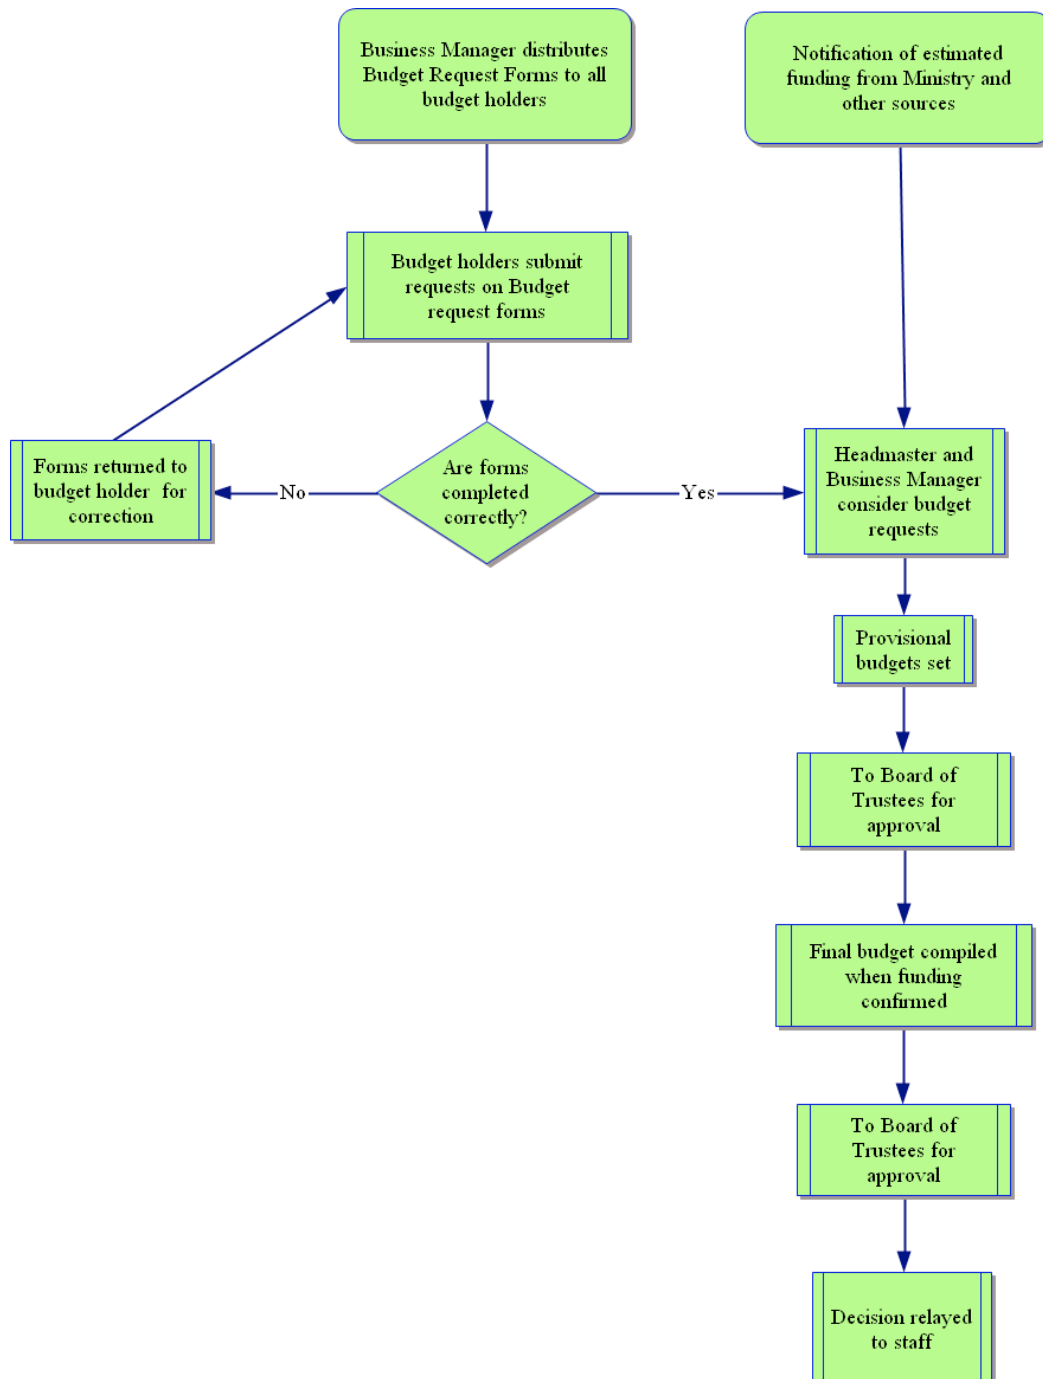 Business Manager distributes
Budget Request Forms to all
budget holders
Notification of estimated
funding from Ministry and
other sources
Budget holders submit
requests on Budget
request forms
Forms returned to
budget holder for
correction
No
Are forms
completed
correctly?
Yes
Headmaster and
Business Manager
consider budget
requests
Provisional
budgets set
To Board of
Trustees for
approval
Final budget compiled
when funding
confirmed
To Board of
Trustees for
approval
Decision relayed
to staff